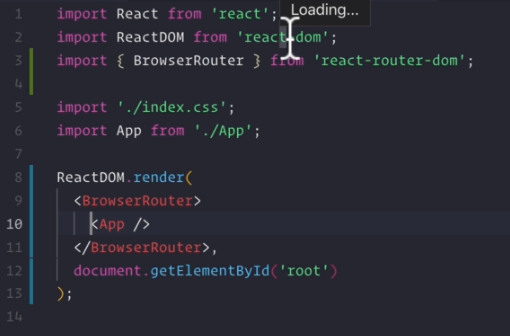 Loading...
1 import React from 'react';
2 import ReactDOM from 'react-dom';
3 import { BrowserRouter } from 'react-router-dom';
4
5 import './index.css';
6 import App from './App';
7
8 ReactDOM.render(
9 <BrowserRouter>
10 <App />
11 </BrowserRouter>,
12 document.getElementById('root')
13 );
14